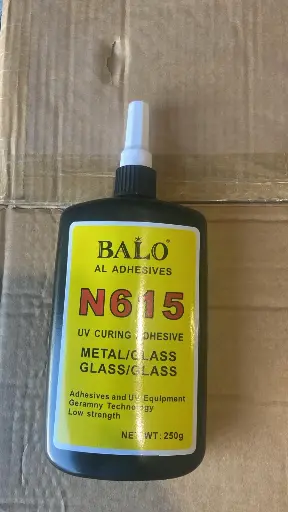 BALO®
AL ADHESIVES
N615
UV CURING ADHESIVE
METAL/GLASS
GLASS/GLASS
Adhesives and UV Equipment
Geramny Technology
Low strength
NET WT: 250g